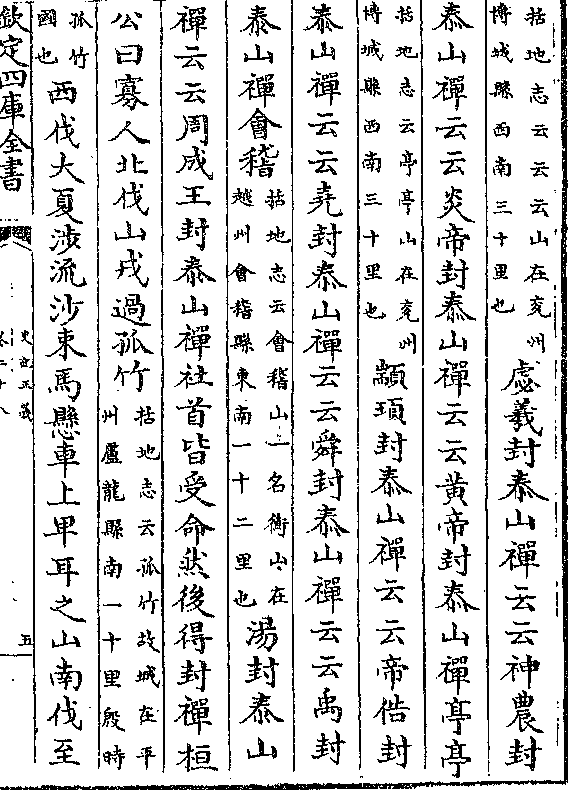 括地志云云云山在兖州
博城縣西南三十里也
虙羲封泰山禪云云神農封
泰山禪云云炎帝封泰山禪云云黄帝封泰山禪亭亭
括地志云亭亭山在兖州
博城縣西南三十里也
顓頊封泰山禪云云帝俈封
泰山禪云云堯封泰山禪云云舜封泰山禪云云禹封
泰山禪會稽
括地志云會稽山一名衡山在
越州會稽縣東南一十二里也
湯封泰山
禪云云周成王封泰山禪社首皆受命然後得封禪桓
公曰寡人北伐山戎過孤竹
括地志云孤竹故城在平
州盧龍縣南一十里殷時
孤竹
國也
西伐大夏涉流沙束馬懸車上卑耳之山南伐至
欽定四庫全書
史記正義
卷二十八
五